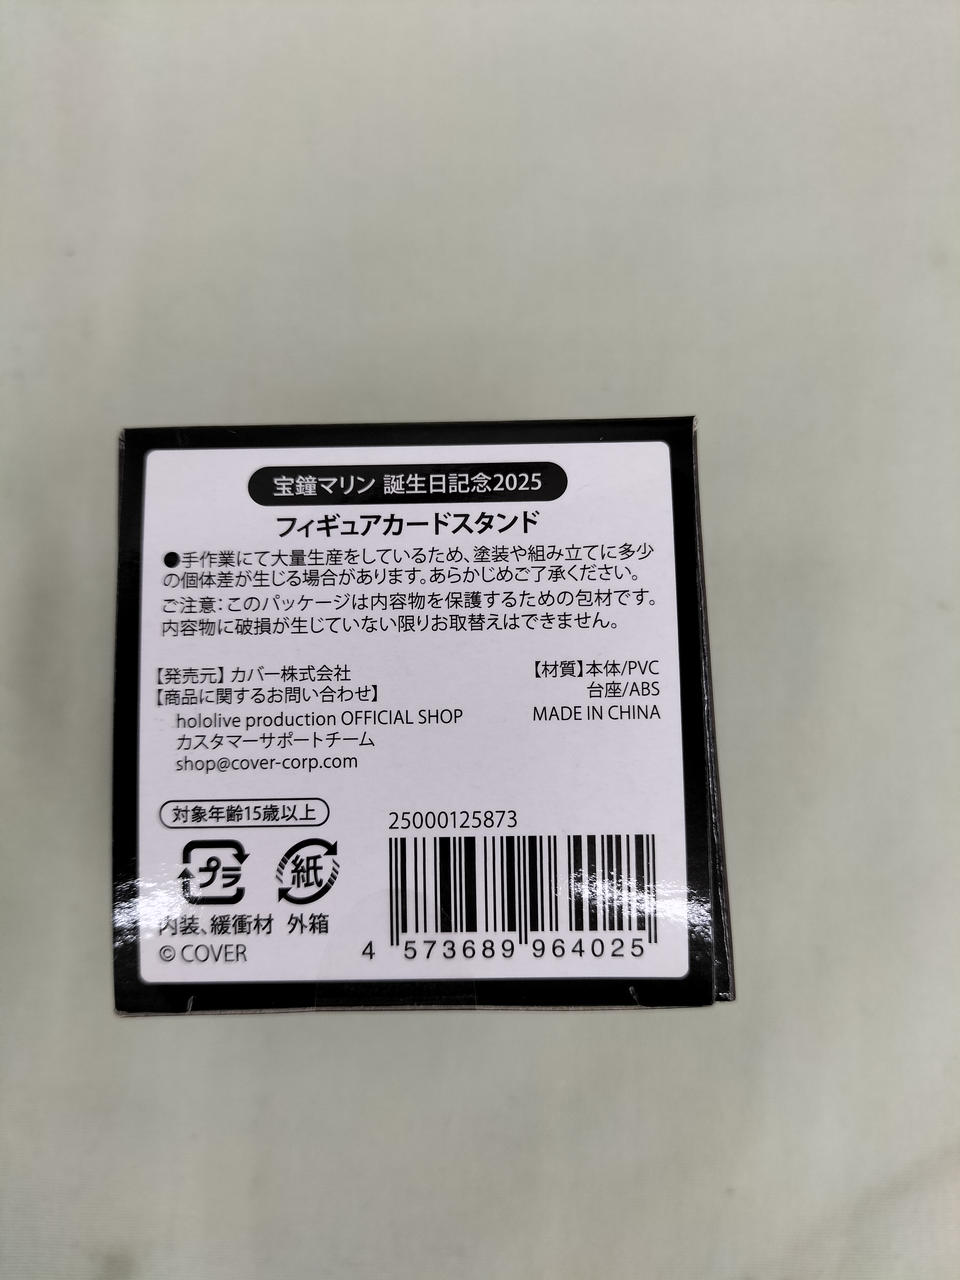 宝鐘マリン 誕生日記念2025
フィギュアカードスタンド
●手作業にて大量生産をしているため、塗装や組み立てに多少
の個体差が生じる場合があります。あらかじめご了承ください。
ご注意：このパッケージは内容物を保護するための包材です。
内容物に破損が生じていない限りお取替えはできません。
【発売元】カバー株式会社
【商品に関するお問い合わせ】
hololive production OFFICIAL SHOP
カスタマーサポートチーム
shop@cover-corp.com
【材質】本体/PVC
台座/ABS
MADE IN CHINA
対象年齢15歳以上
プラ
紙
内装、緩衝材 外箱
© COVER
25000125873
4 573689 964025